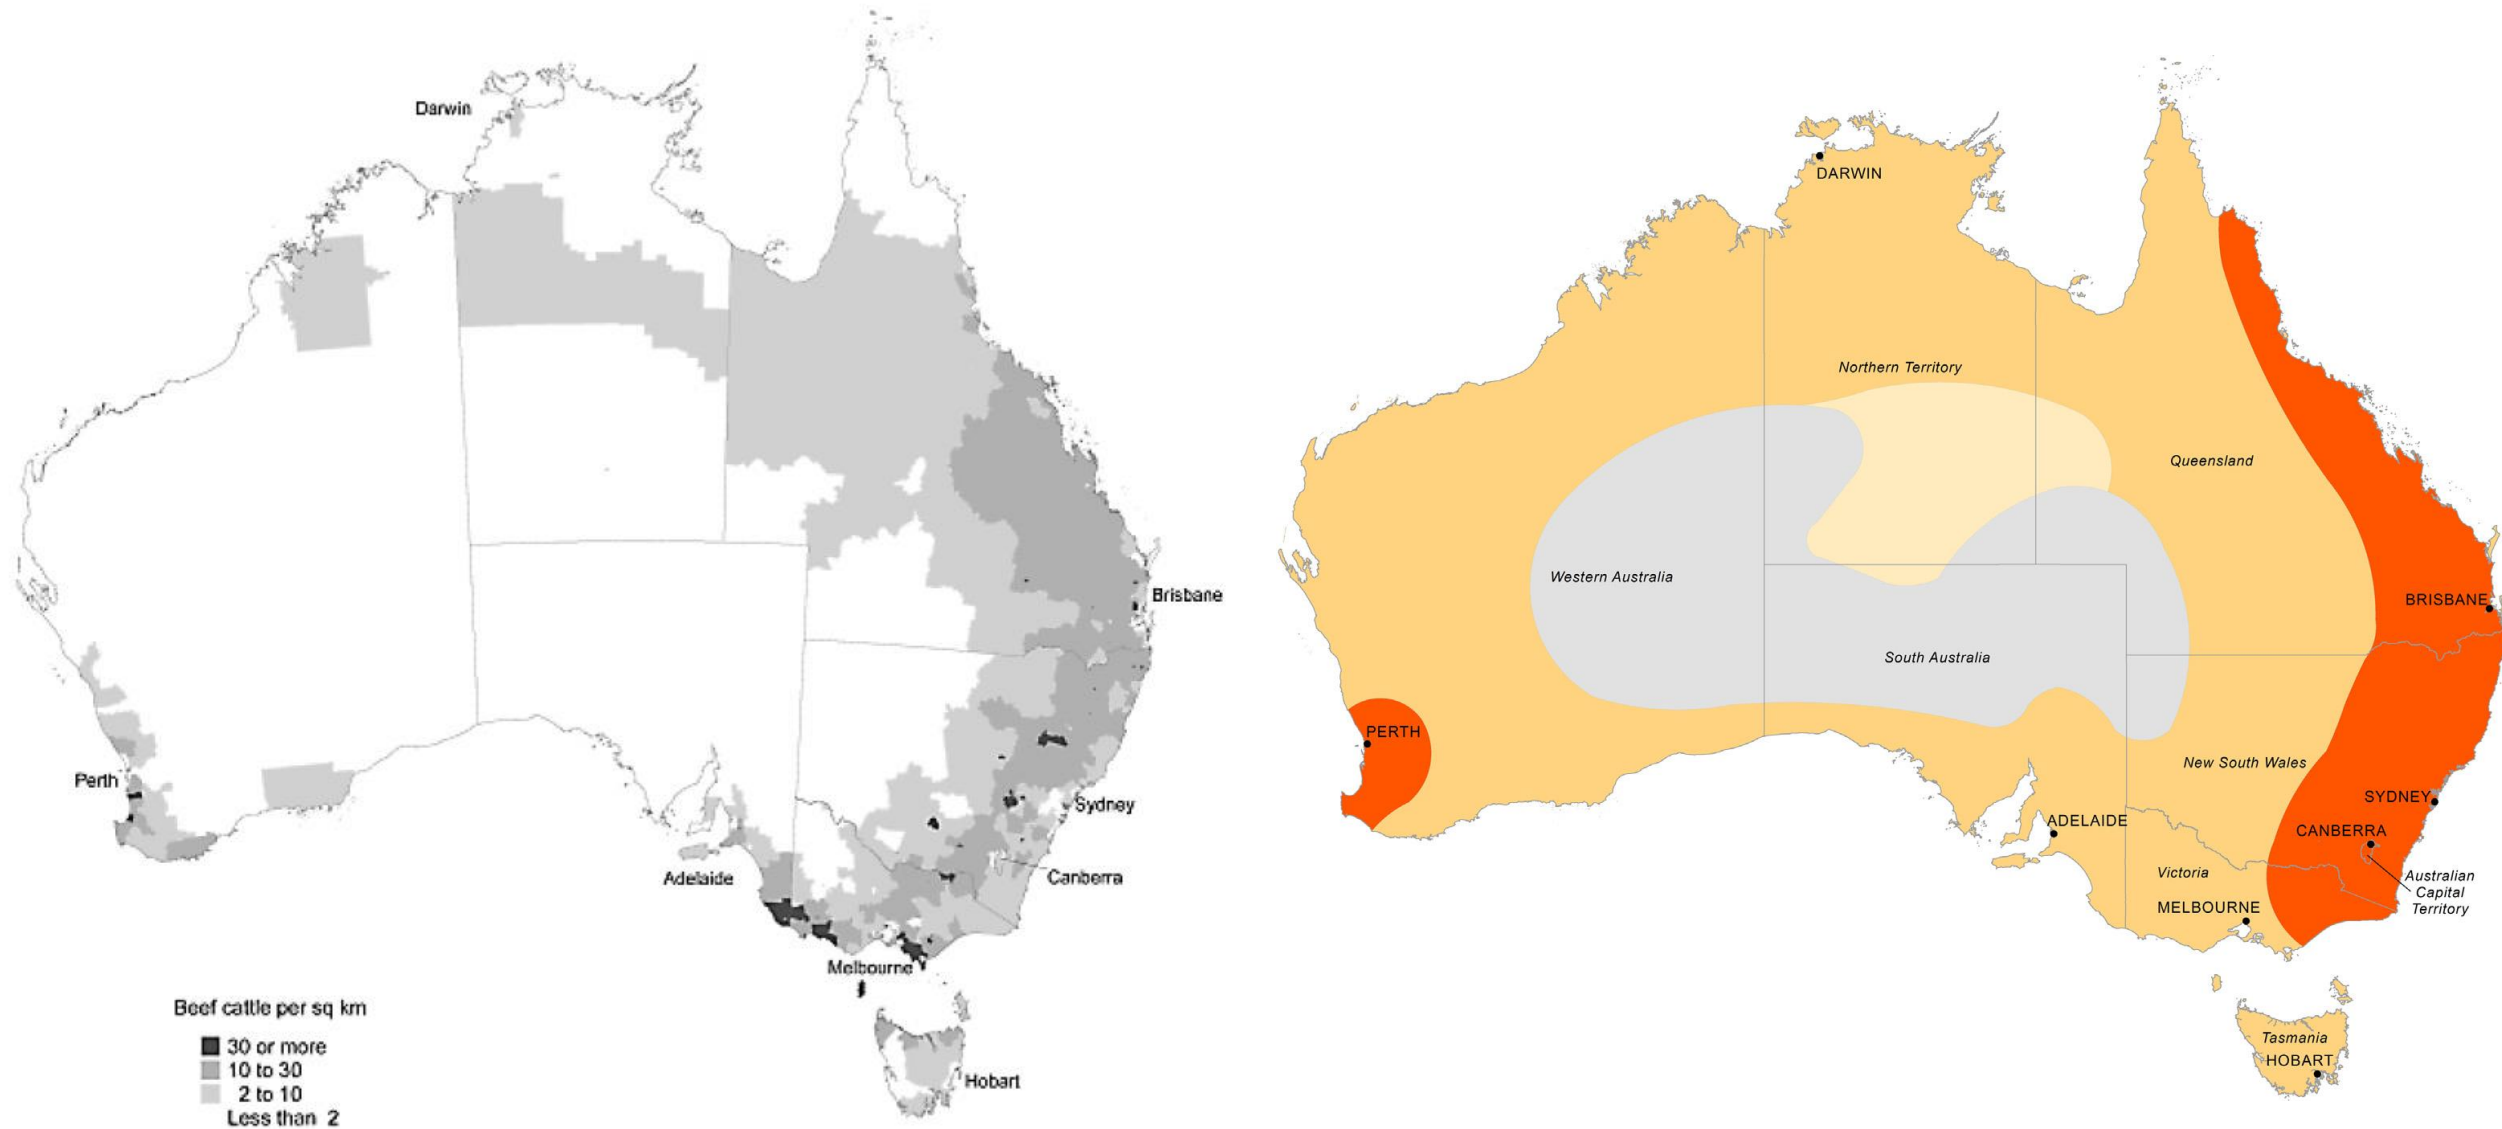 Darwin
Brisbane
Perth
Sydney
Adelaide
Canberra
Melbourne
Hobart
Beef cattle per sq km
30 or more
10 to 30
2 to 10
Less than 2
DARWIN
Northern Territory
Queensland
Western Australia
BRISBANE
South Australia
PERTH
New South Wales
SYDNEY
ADELAIDE
CANBERRA
Victoria
Australian
Capital
Territory
MELBOURNE
Tasmania
HOBART